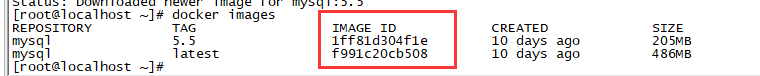 Status: Downloaded newer image for mysql:5.5
[root@localhost ~]# docker images
REPOSITORY TAG IMAGE ID CREATED SIZE
mysql 5.5 1ff81d304f1e 10 days ago 205MB
mysql latest f991c20cb508 10 days ago 486MB
[root@localhost ~]#